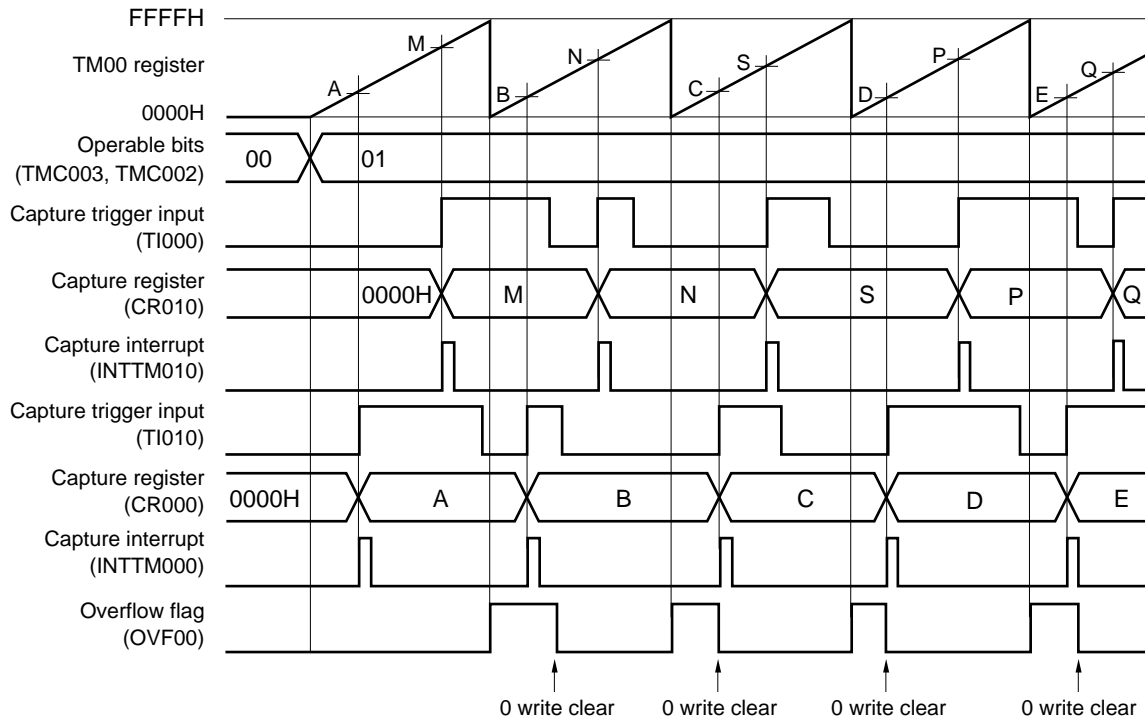 FFFFH
TM00 register
0000H
A M B N C S D P E Q
Operable bits
(TMC003, TMC002)
00 01
Capture trigger input
(TI000)
Capture register
(CR010)
0000H M N S P Q
Capture interrupt
(INTTM010)
Capture trigger input
(TI010)
Capture register
(CR000)
0000H A B C D E
Capture interrupt
(INTTM000)
Overflow flag
(OVF00)
0 write clear 0 write clear 0 write clear 0 write clear